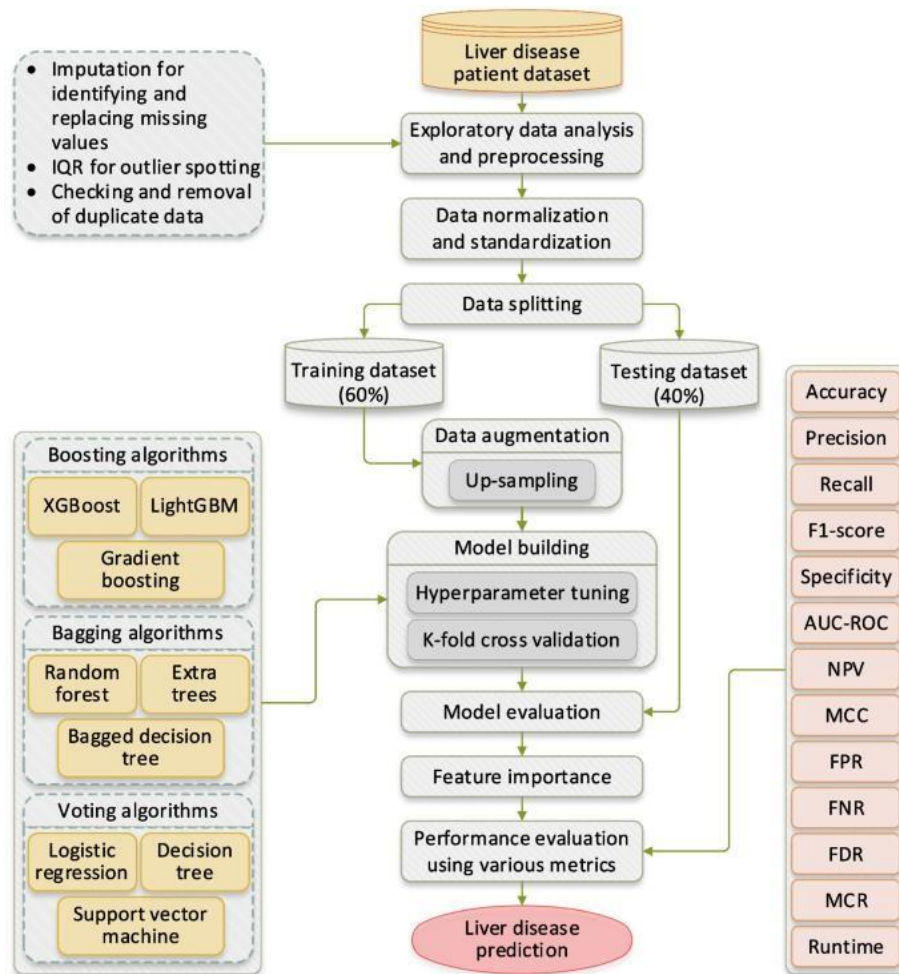 Liver disease
patient dataset
• Imputation for
identifying and
replacing missing
values
• IQR for outlier spotting
• Checking and removal
of duplicate data
Exploratory data analysis
and preprocessing
Data normalization
and standardization
Data splitting
Training dataset
(60%)
Testing dataset
(40%)
Data augmentation
Up-sampling
Model building
Hyperparameter tuning
K-fold cross validation
Model evaluation
Feature importance
Performance evaluation
using various metrics
Liver disease
prediction
Boosting algorithms
XGBoost
LightGBM
Gradient
boosting
Bagging algorithms
Random
forest
Extra
trees
Bagged decision
tree
Voting algorithms
Logistic
regression
Decision
tree
Support vector
machine
Accuracy
Precision
Recall
F1-score
Specificity
AUC-ROC
NPV
MCC
FPR
FNR
FDR
MCR
Runtime